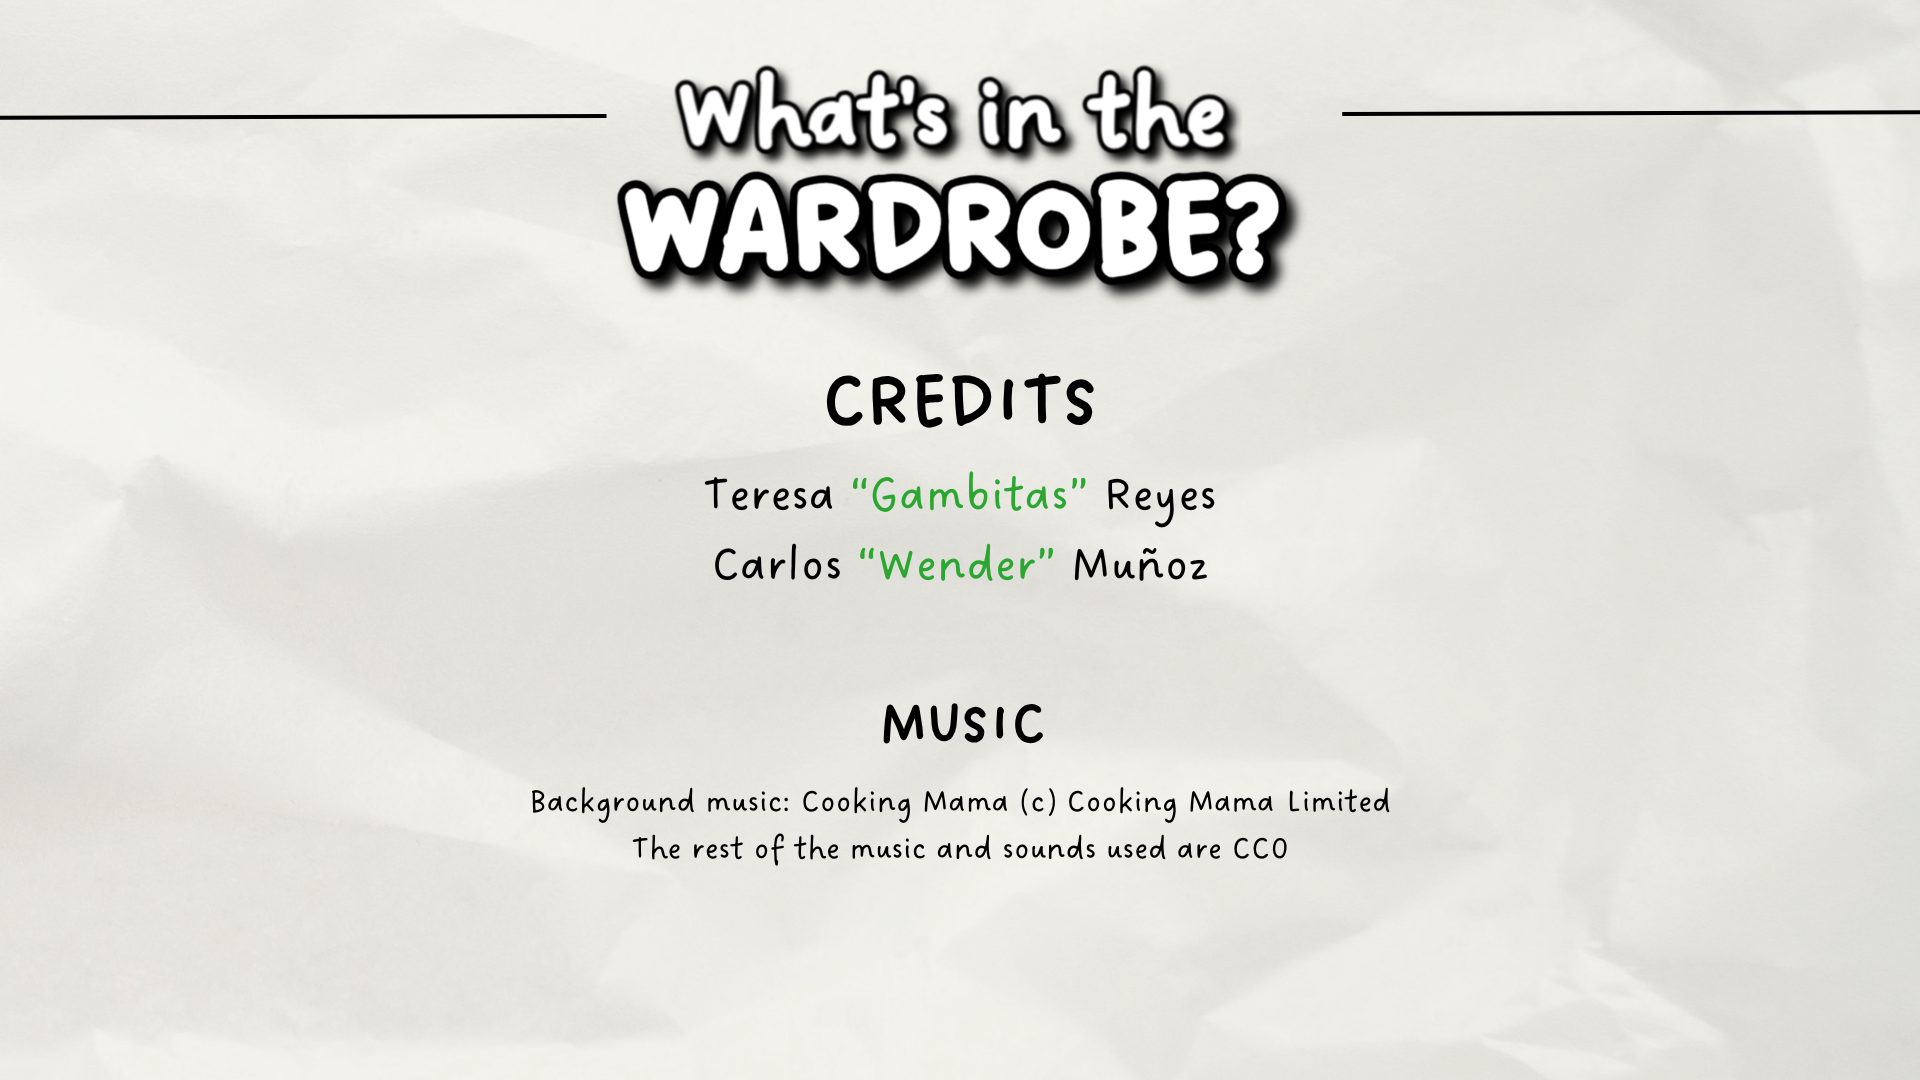 What's in the
WARDROBE?
CREDITS
Teresa “Gambitas” Reyes
Carlos “Wender” Muñoz
MUSIC
Background music: Cooking Mama (c) Cooking Mama Limited
The rest of the music and sounds used are CC0